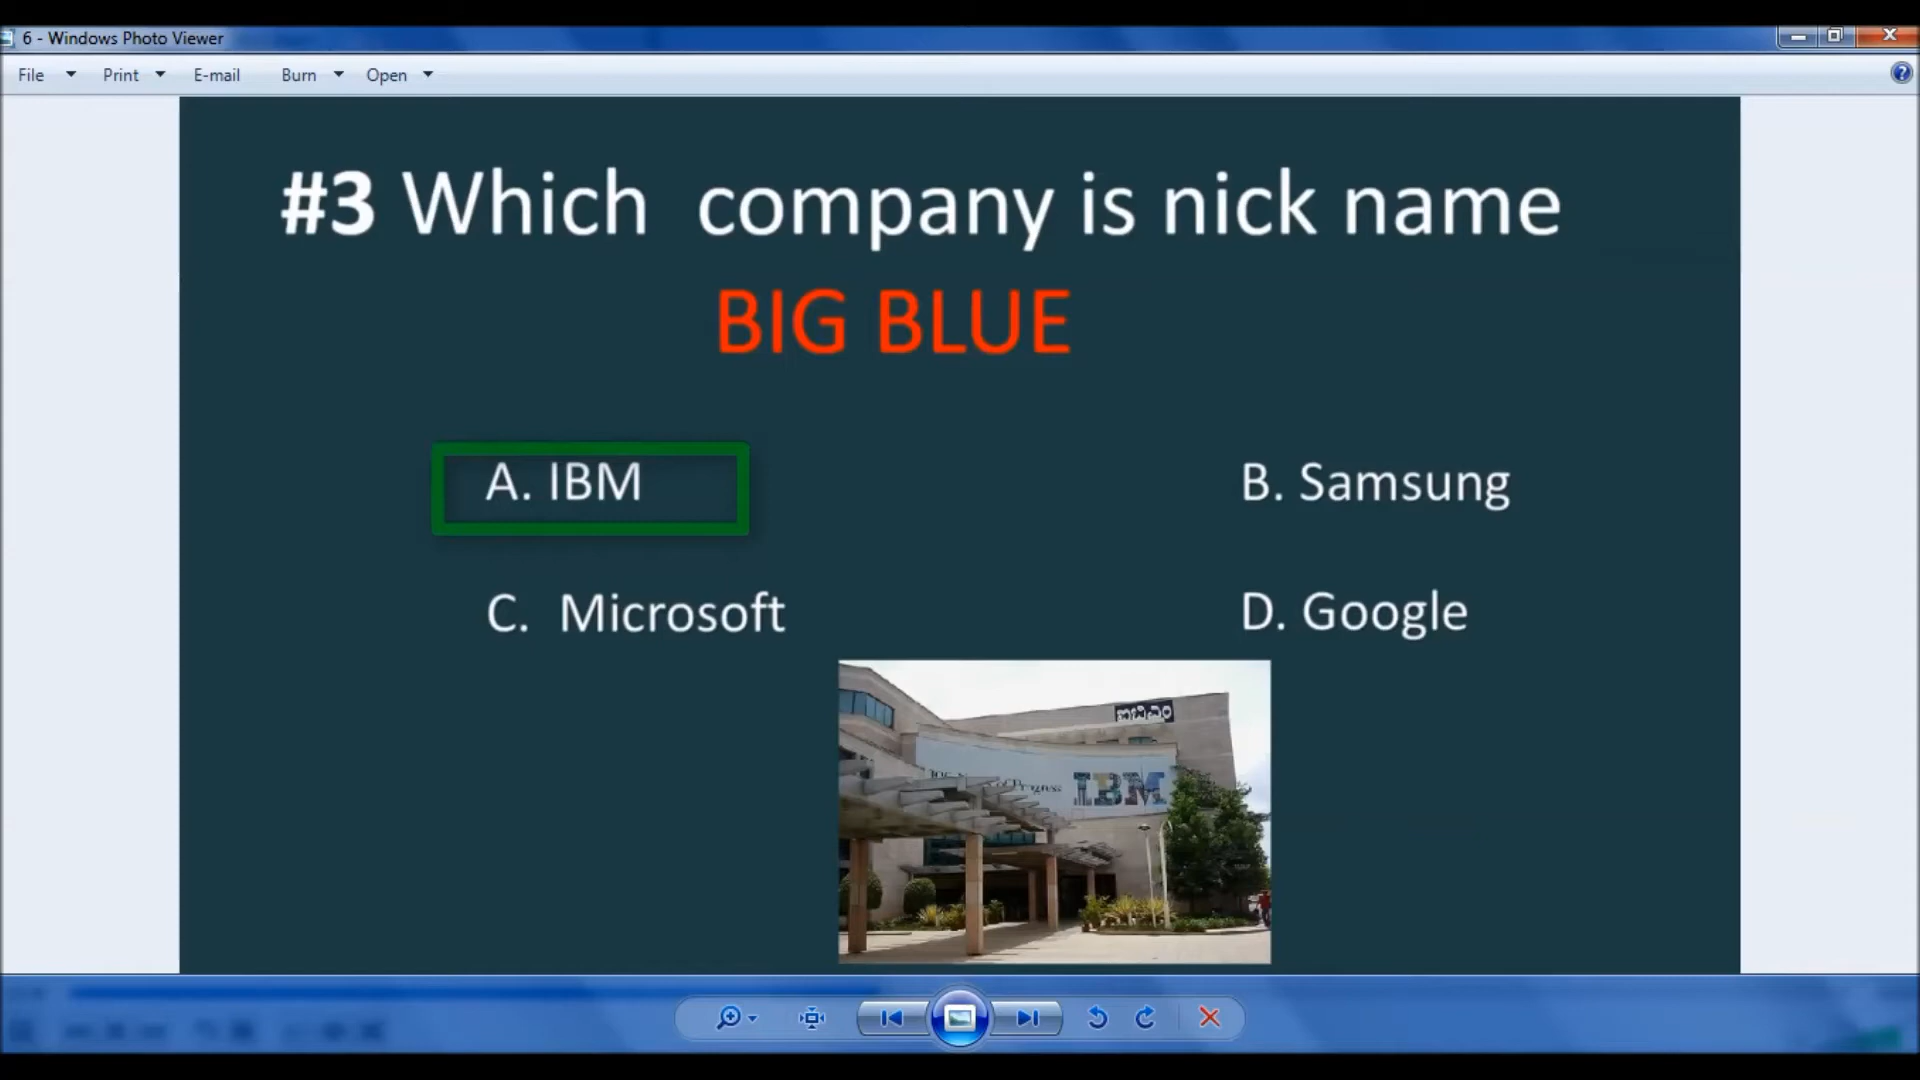 6 - Windows Photo Viewer
File Print E-mail Burn Open
#3 Which company is nick name
BIG BLUE
A. IBM
B. Samsung
C. Microsoft
D. Google
ಐಬಿಎಂ
IBM